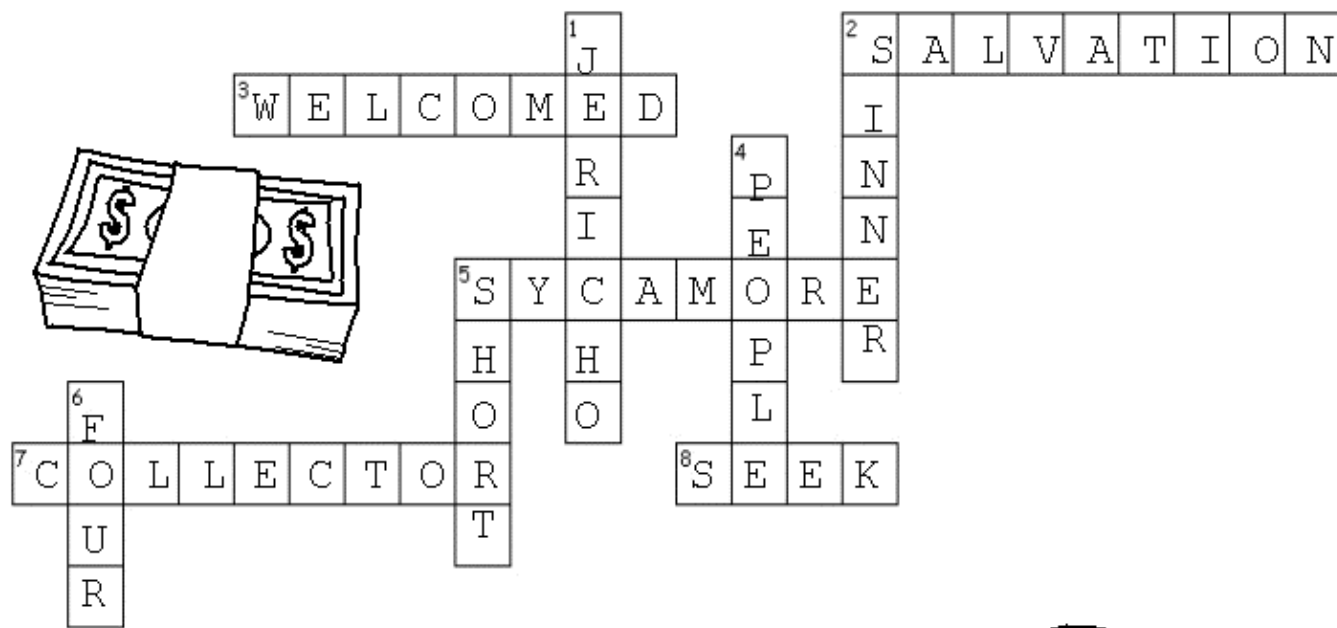 1
2 SALVATION
J
3 WELCOMED
I
4
R
N
P
$ $
I
E
N
5 SYCAMORE
H
H
P
R
6
O
O
L
F
7 COLLECTOR
8 SEEK
U
T
R